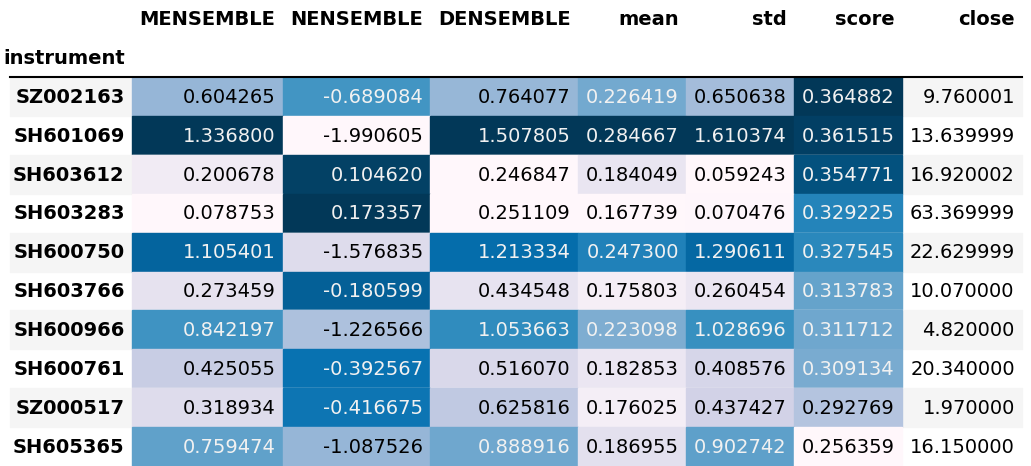 MENSEMBLE NENSEMBLE DENSEMBLE mean std score close
instrument
SZ002163 0.604265 -0.689084 0.764077 0.226419 0.650638 0.364882 9.760001
SH601069 1.336800 -1.990605 1.507805 0.284667 1.610374 0.361515 13.639999
SH603612 0.200678 0.104620 0.246847 0.184049 0.059243 0.354771 16.920002
SH603283 0.078753 0.173357 0.251109 0.167739 0.070476 0.329225 63.369999
SH600750 1.105401 -1.576835 1.213334 0.247300 1.290611 0.327545 22.629999
SH603766 0.273459 -0.180599 0.434548 0.175803 0.260454 0.313783 10.070000
SH600966 0.842197 -1.226566 1.053663 0.223098 1.028696 0.311712 4.820000
SH600761 0.425055 -0.392567 0.516070 0.182853 0.408576 0.309134 20.340000
SZ000517 0.318934 -0.416675 0.625816 0.176025 0.437427 0.292769 1.970000
SH605365 0.759474 -1.087526 0.888916 0.186955 0.902742 0.256359 16.150000